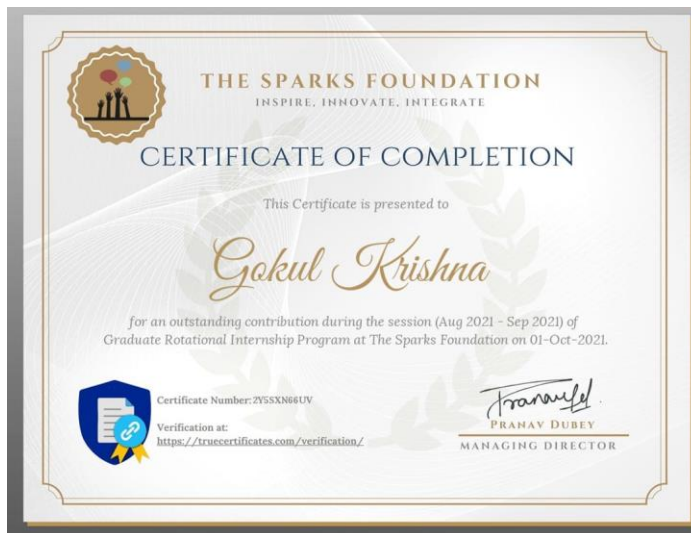 THE SPARKS FOUNDATION
INSPIRE, INNOVATE, INTEGRATE
CERTIFICATE OF COMPLETION
This Certificate is presented to
Gokul Krishna
for an outstanding contribution during the session (Aug 2021 - Sep 2021) of
Graduate Rotational Internship Program at The Sparks Foundation on 01-Oct-2021.
Certificate Number: 2Y5SXN66UV
Verification at:
https://truecertificates.com/verification/
PRANAV DUBEY
MANAGING DIRECTOR